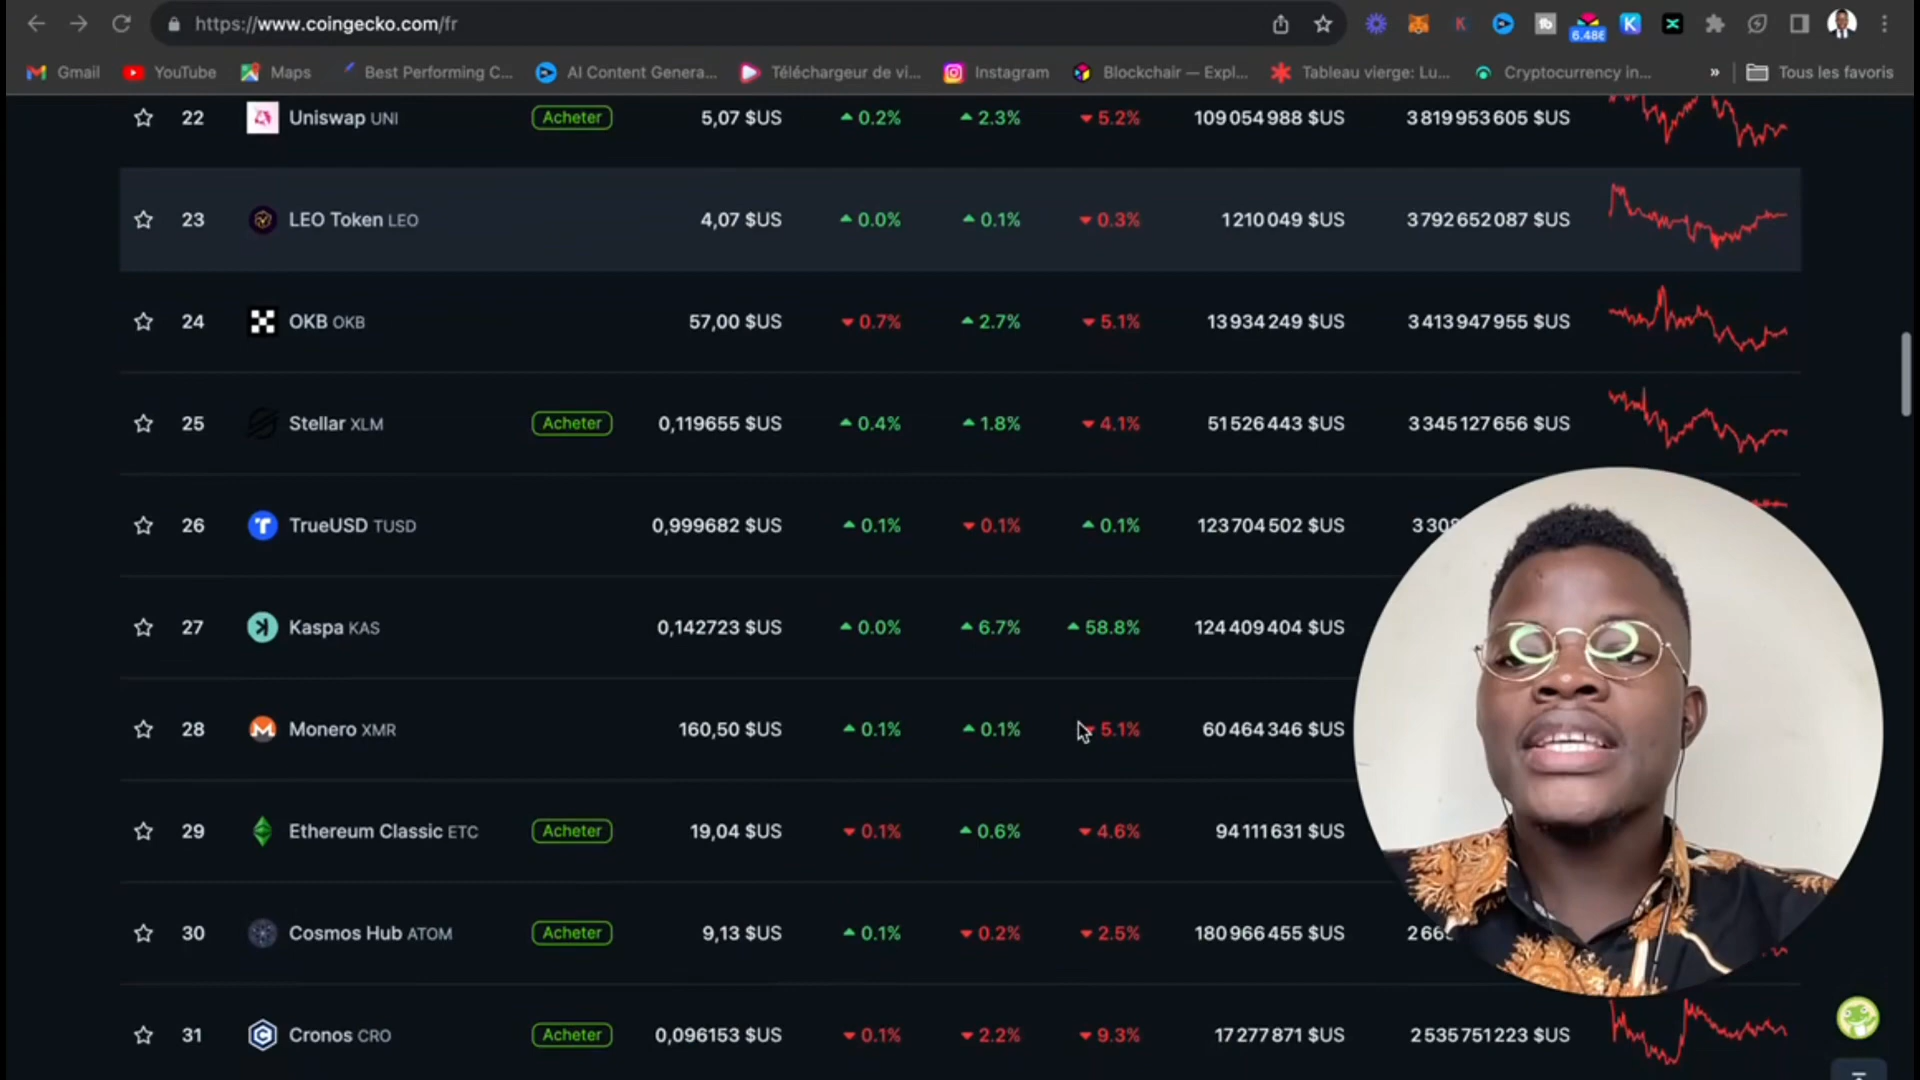 https://www.coingecko.com/fr
6.48€
Gmail YouTube Maps Best Performing C... AI Content Genera... Téléchargeur de vi... Instagram Blockchair — Expl... Tableau vierge: Lu... Cryptocurrency in... » Tous les favoris
22 Uniswap UNI Acheter 5,07 $US 0.2% 2.3% 5.2% 109 054 988 $US 3 819 953 605 $US
23 LEO Token LEO 4,07 $US 0.0% 0.1% 0.3% 1 210 049 $US 3 792 652 087 $US
24 OKB OKB 57,00 $US 0.7% 2.7% 5.1% 13 934 249 $US 3 413 947 955 $US
25 Stellar XLM Acheter 0,119655 $US 0.4% 1.8% 4.1% 51 526 443 $US 3 345 127 656 $US
26 TrueUSD TUSD 0,999682 $US 0.1% 0.1% 0.1% 123 704 502 $US 3 30
27 Kaspa KAS 0,142723 $US 0.0% 6.7% 58.8% 124 409 404 $US
28 Monero XMR 160,50 $US 0.1% 0.1% 5.1% 60 464 346 $US
29 Ethereum Classic ETC Acheter 19,04 $US 0.1% 0.6% 4.6% 94 111 631 $US
30 Cosmos Hub ATOM Acheter 9,13 $US 0.1% 0.2% 2.5% 180 966 455 $US 2 66
31 Cronos CRO Acheter 0,096153 $US 0.1% 2.2% 9.3% 17 277 871 $US 2 535 751 223 $US